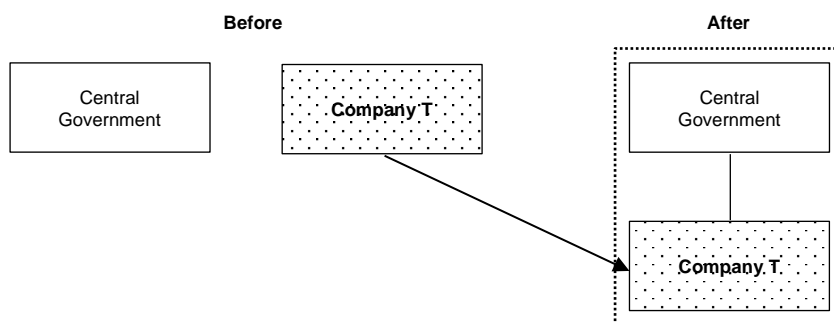 Before
After
Central
Government
Company T
Central
Government
Company T